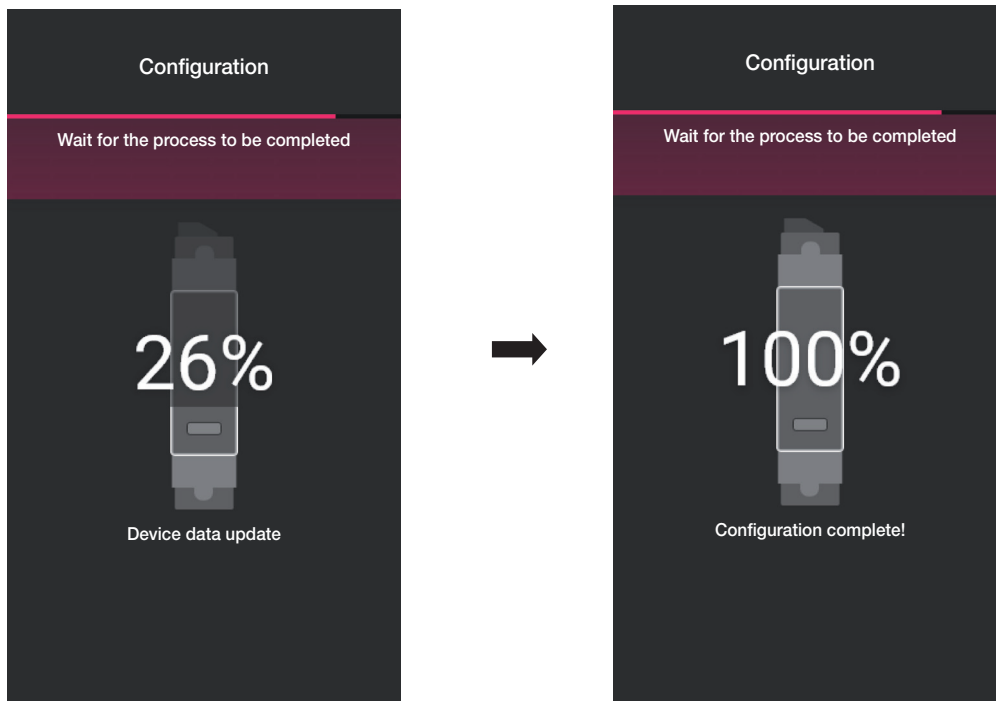 Configuration
Wait for the process to be completed
26%
Device data update
Configuration
Wait for the process to be completed
100%
Configuration complete!